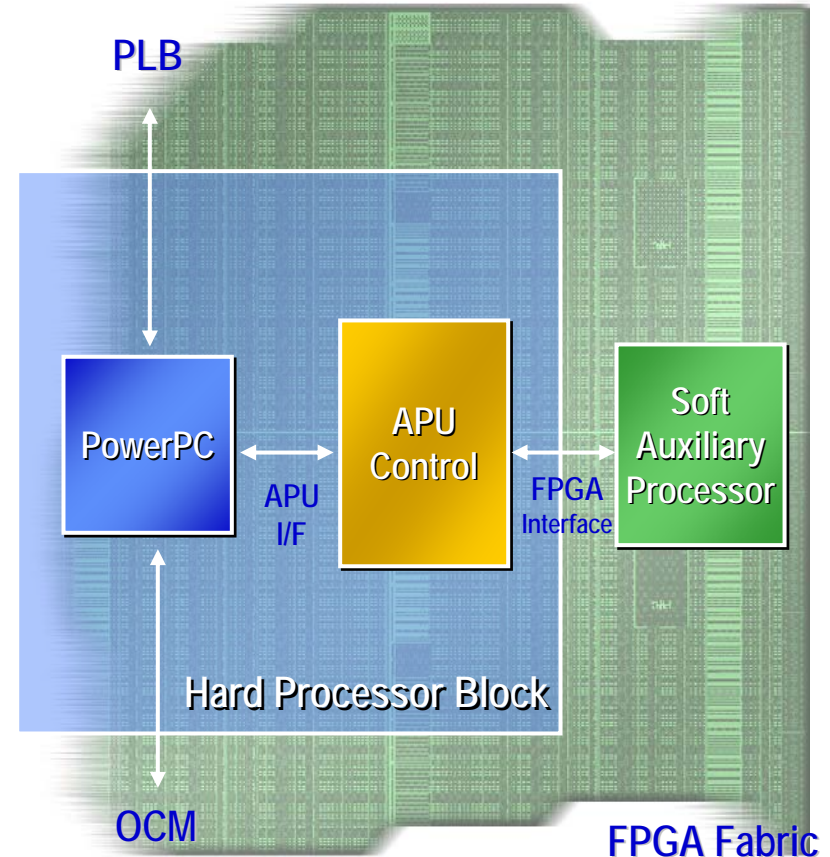 PLB
PowerPC
APU
I/F
APU
Control
FPGA
Interface
Soft
Auxiliary
Processor
Hard Processor Block
OCM
FPGA Fabric